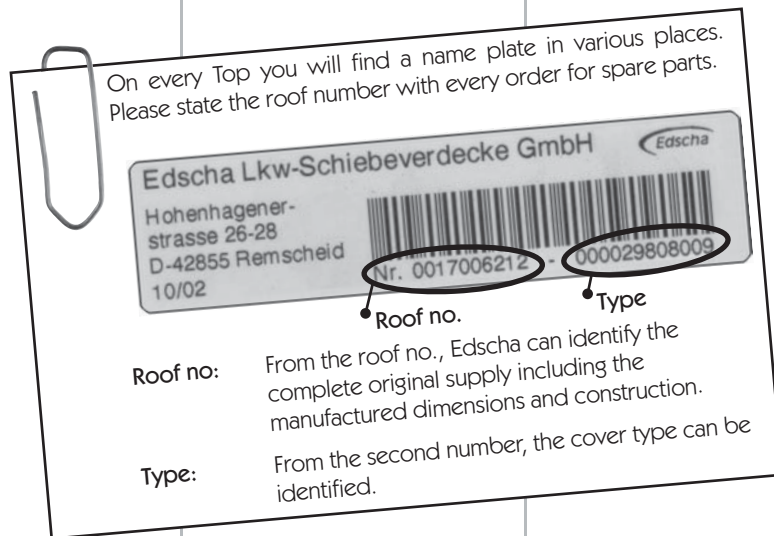 On every Top you will find a name plate in various places.
Please state the roof number with every order for spare parts.
Edscha Lkw-Schiebeverdecke GmbH
Edscha
Hohenhagener-
strasse 26-28
D-42855 Remscheid
10/02
Nr. 0017006212 - 000029808009
Roof no.
Type
Roof no: From the roof no., Edscha can identify the
complete original supply including the
manufactured dimensions and construction.
Type: From the second number, the cover type can be
identified.